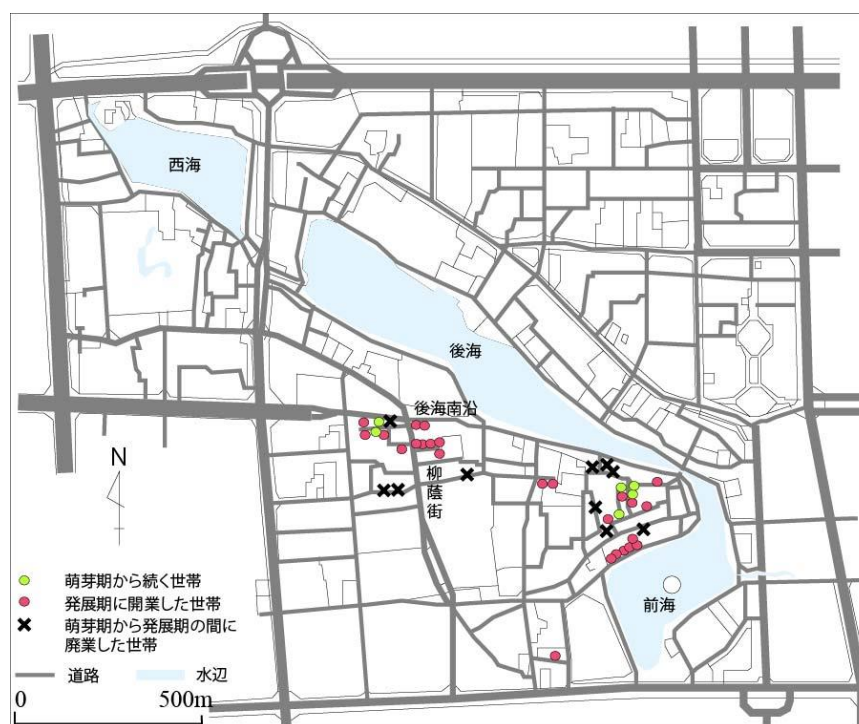 西海
後海
後海南沿
柳蔭街
N
前海
萌芽期から続く世帯
発展期に開業した世帯
萌芽期から発展期の間に
廃業した世帯
道路
水辺
0
500m